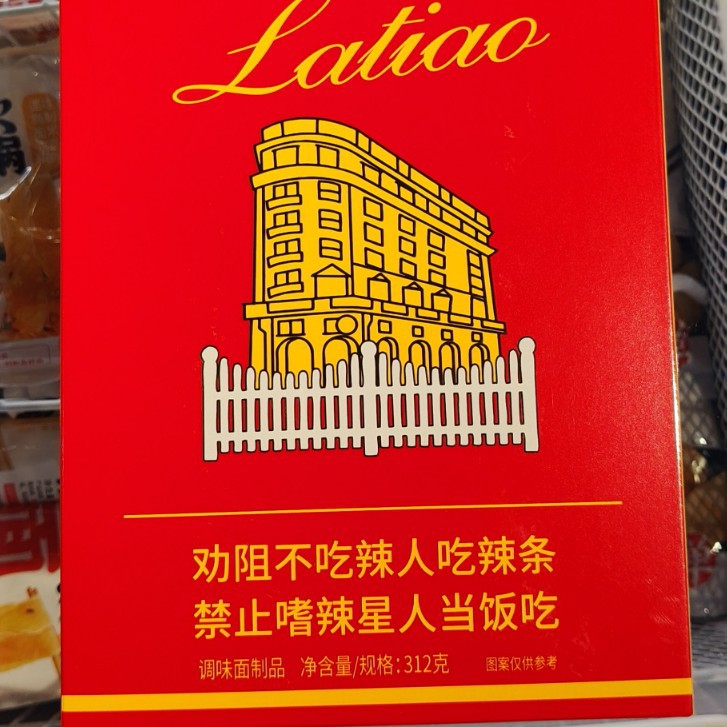 Latiao
劝阻不吃辣人吃辣条
禁止嗜辣星人当饭吃
调味面制品 净含量/规格:312克 图案仅供参考